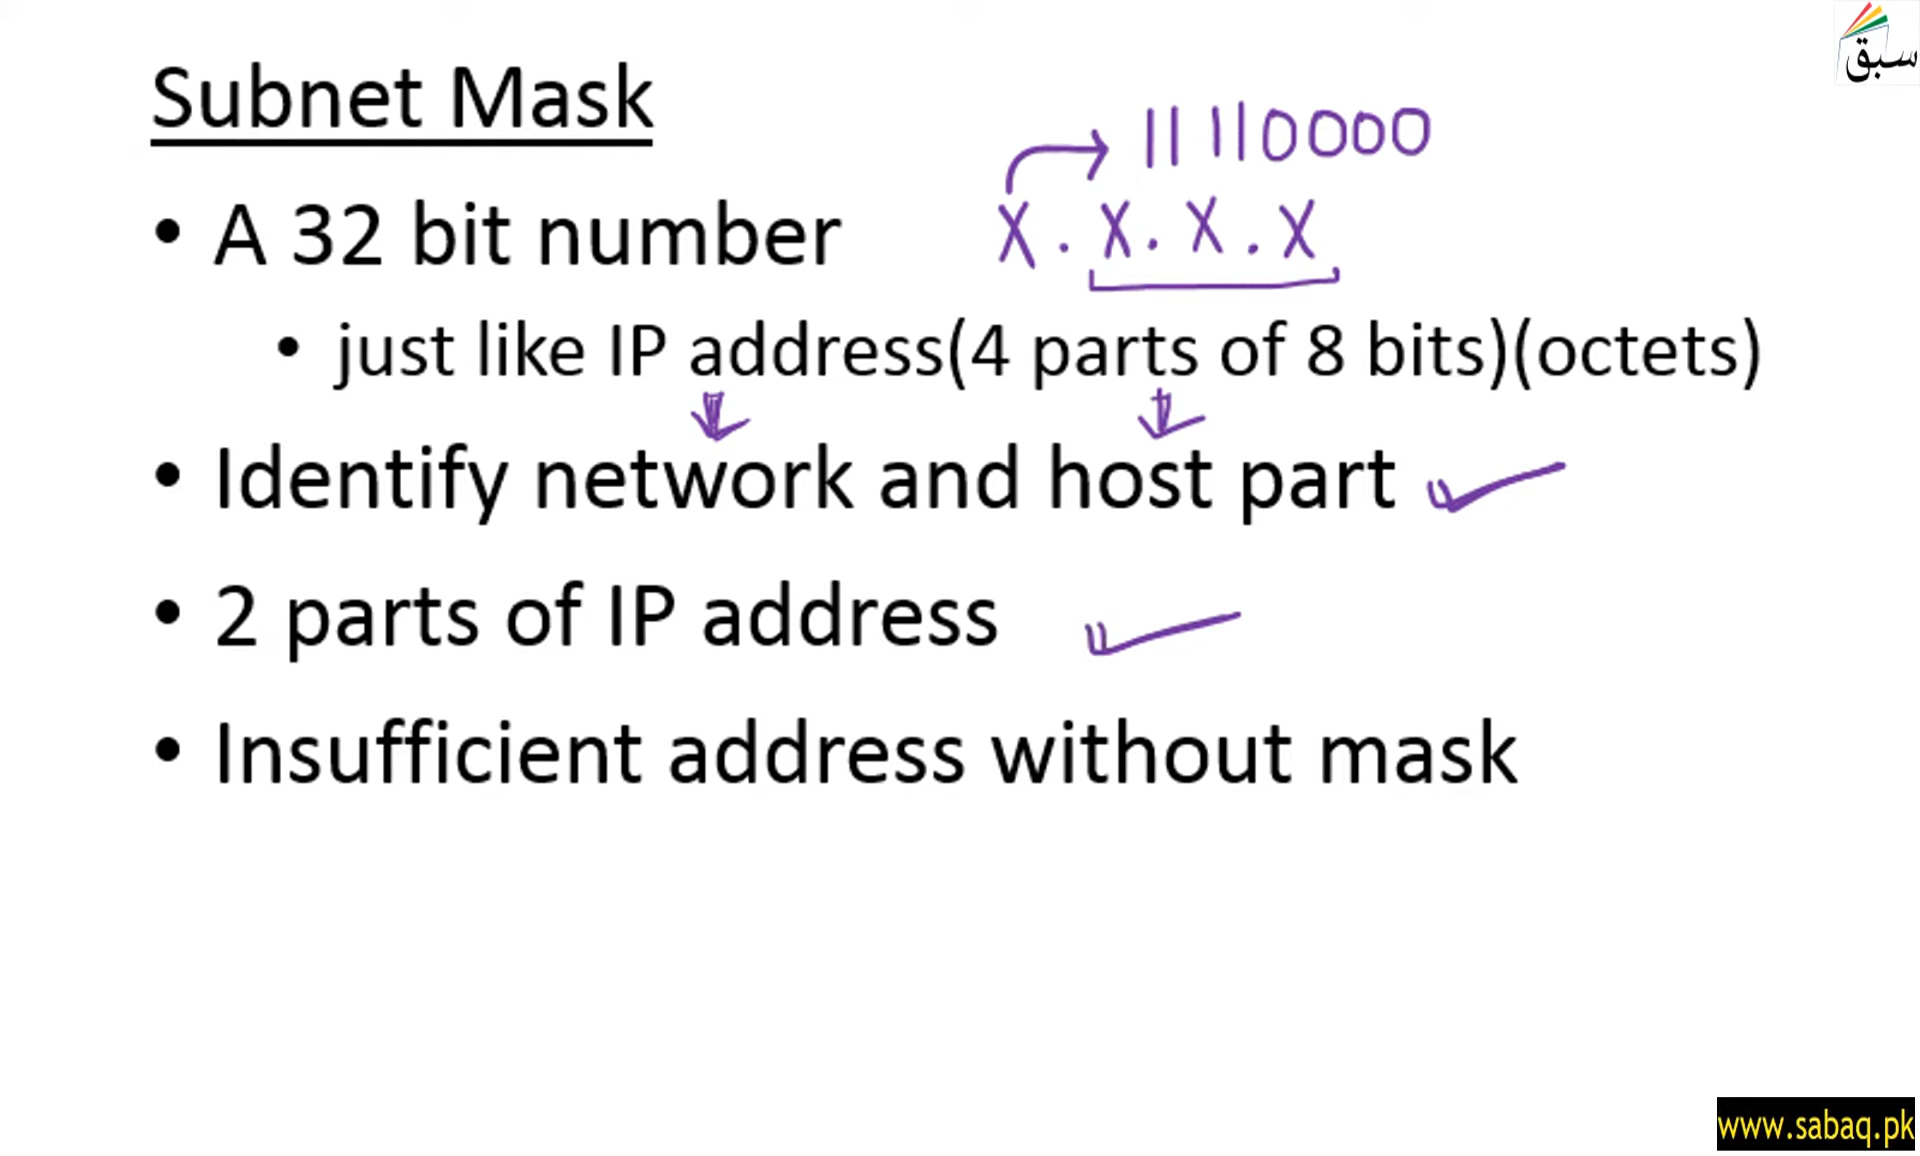 سبق
Subnet Mask
11110000
• A 32 bit number
X . X . X . X
• just like IP address(4 parts of 8 bits)(octets)
• Identify network and host part
• 2 parts of IP address
• Insufficient address without mask
www.sabaq.pk